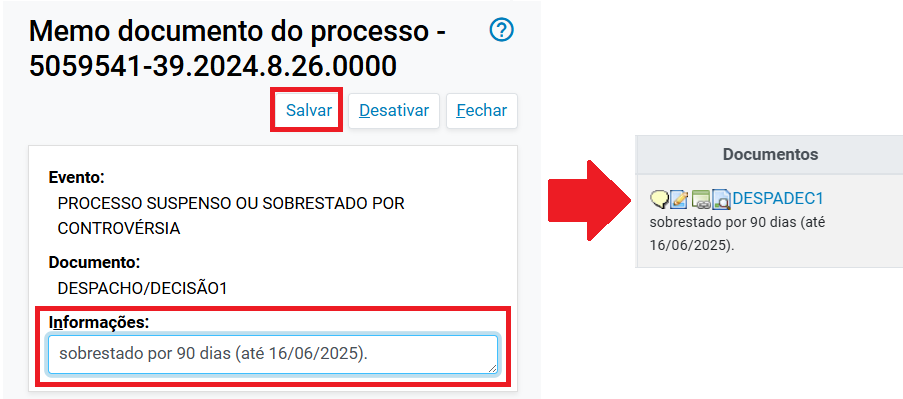 Memo documento do processo -
5059541-39.2024.8.26.0000
Salvar
Desativar
Fechar
Evento:
PROCESSO SUSPENSO OU SOBRESTADO POR
CONTROVÉRSIA
Documento:
DESPACHO/DECISÃO1
Informações:
sobrestado por 90 dias (até 16/06/2025).
Documentos
DESPADEC1
sobrestado por 90 dias (até
16/06/2025).